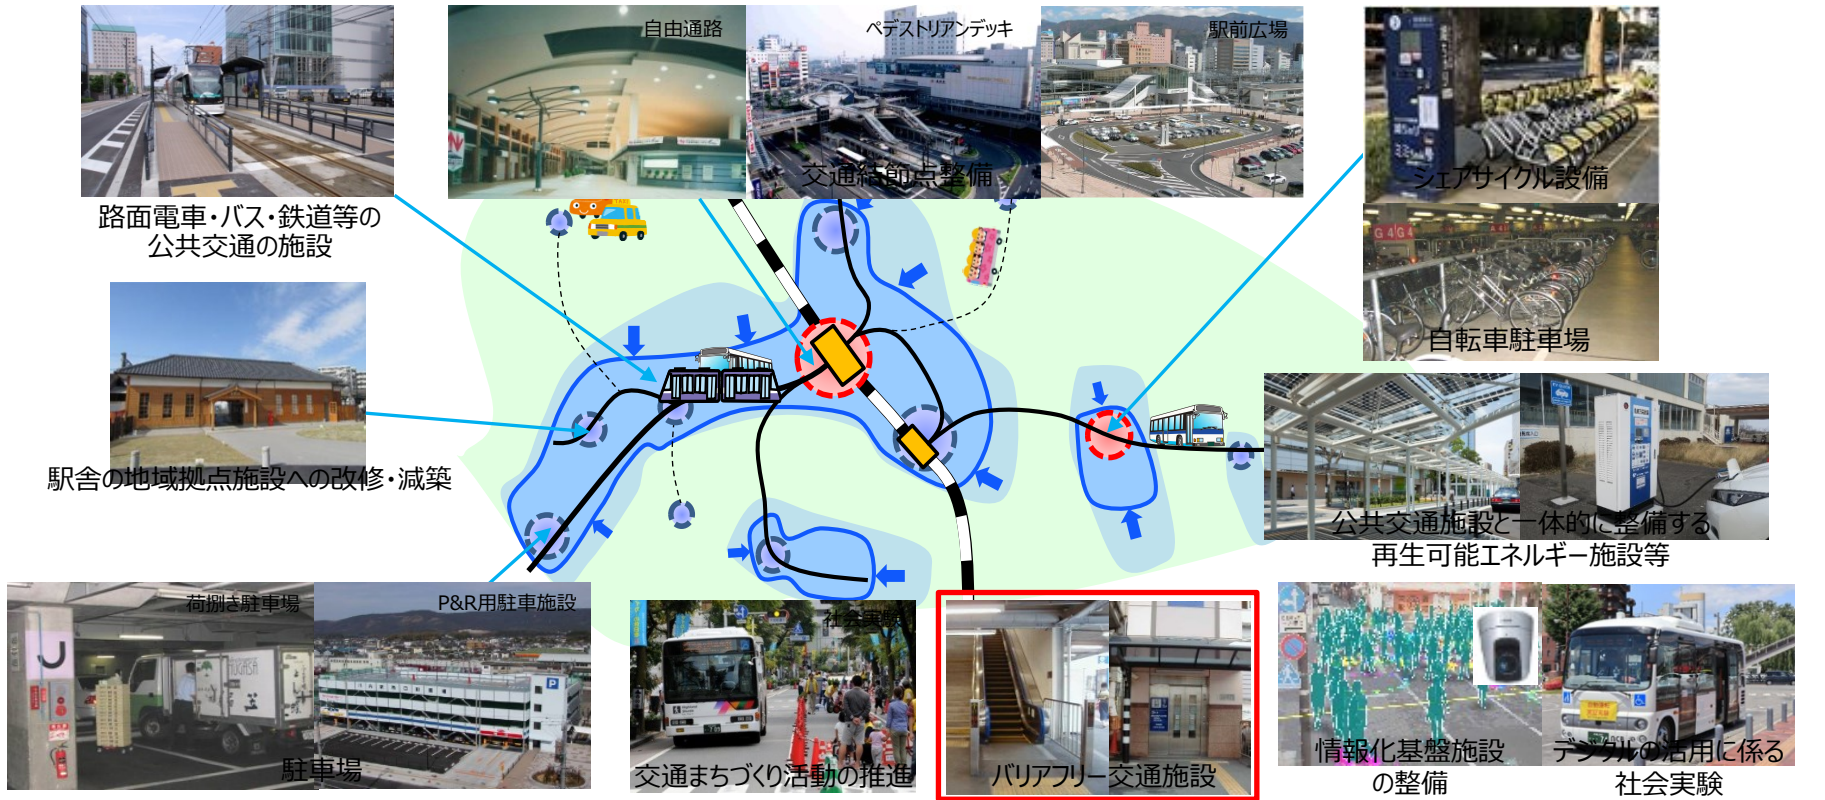 自由通路
ペデストリアンデッキ
駅前広場
交通結節点整備
シェアサイクル設備
路面電車・バス・鉄道等の
公共交通の施設
G 4 G 4
自転車駐車場
駅舎の地域拠点施設への改修・減築
公共交通施設と一体的に整備する
再生可能エネルギー施設等
荷捌き駐車場
P&R用駐車施設
駐車場
社会実験
交通まちづくり活動の推進
バリアフリー交通施設
情報化基盤施設
の整備
デジタルの活用に係る
社会実験
TAXI
P